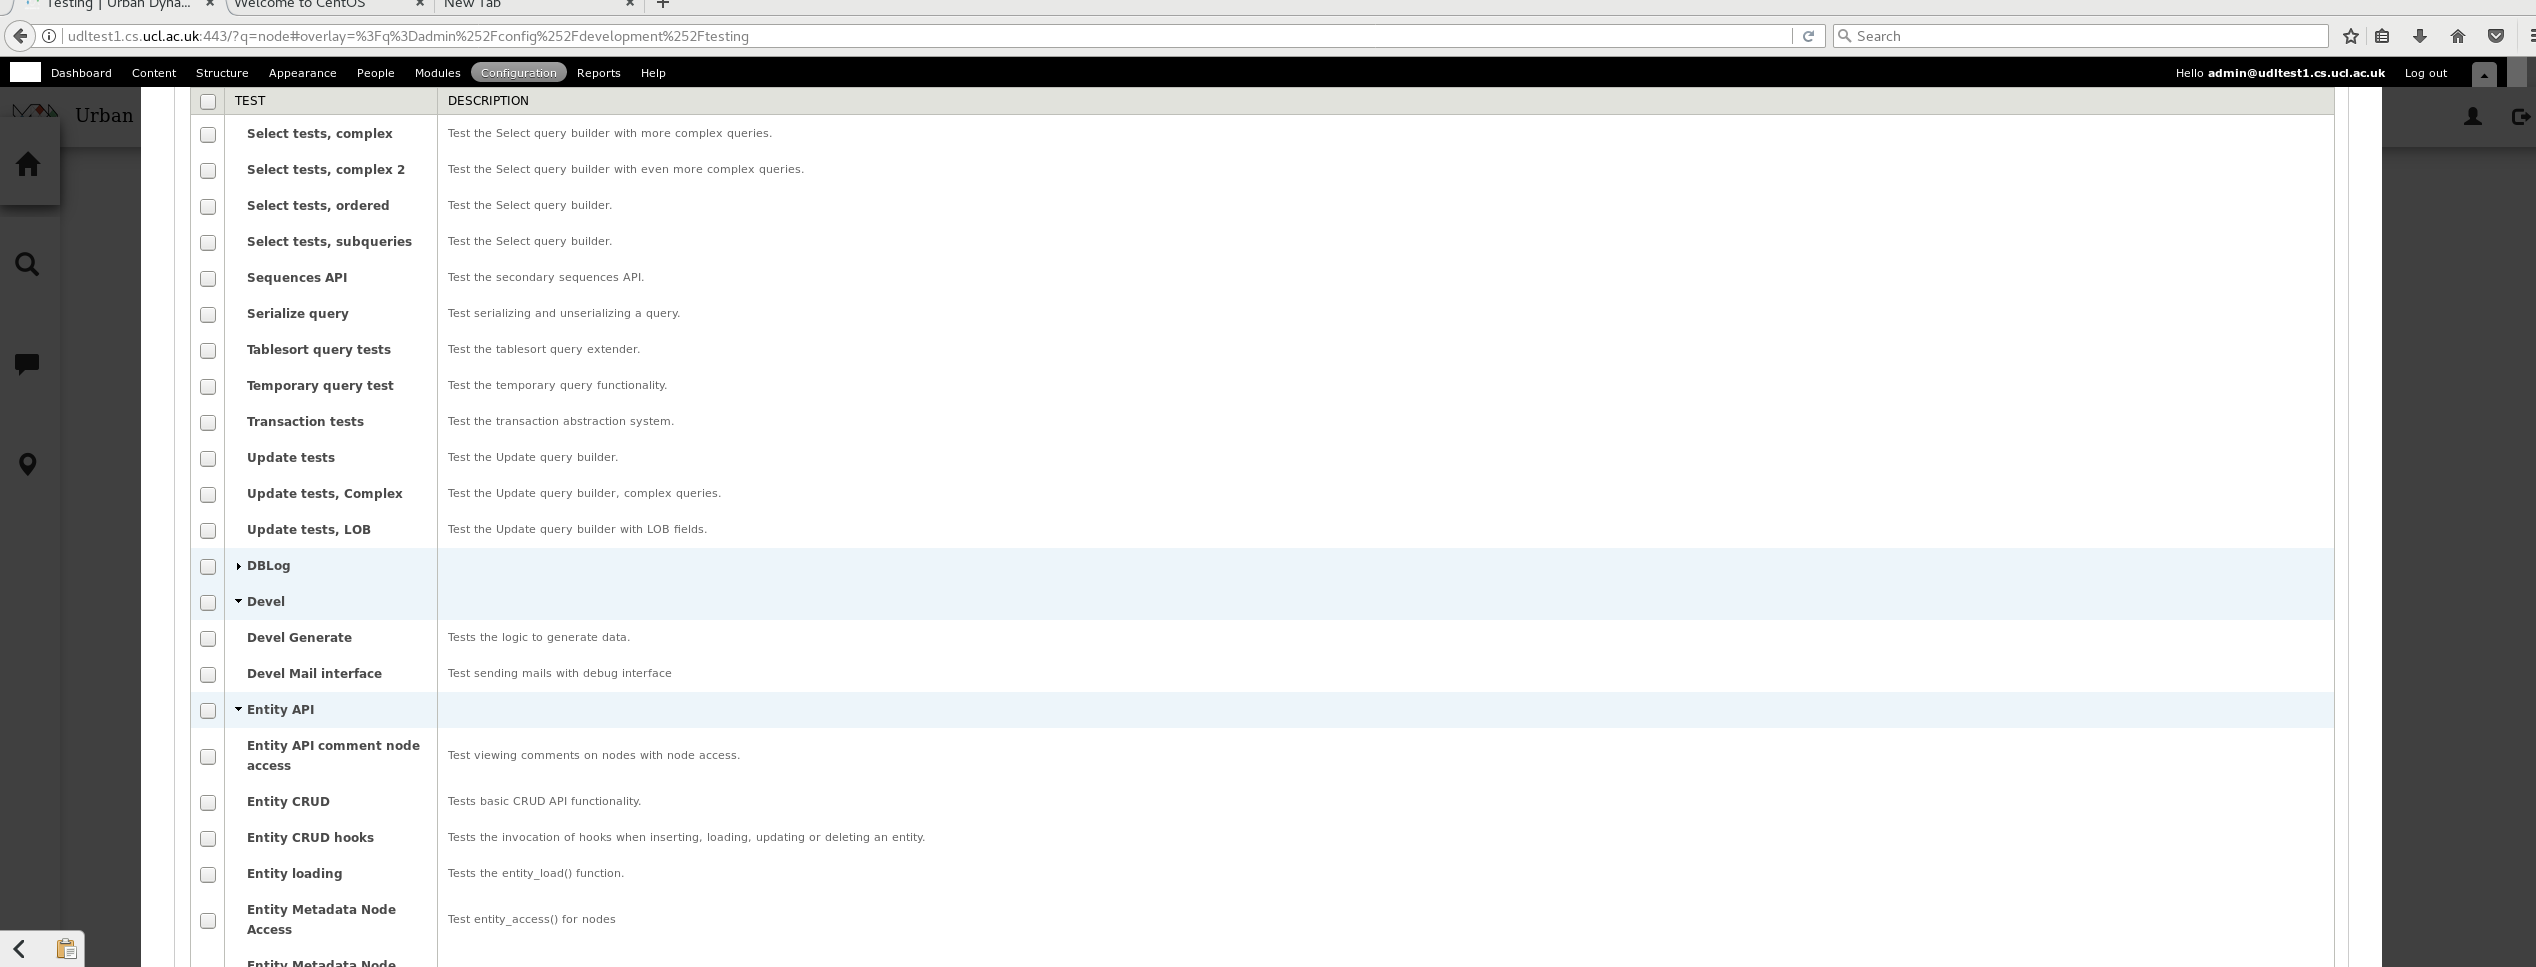 Testing | Urban Dyna... × Welcome to CentOS × New Tab × +
udltest1.cs.ucl.ac.uk:443/?q=node#overlay=%3Fq%3Dadmin%252Fconfig%252Fdevelopment%252Ftesting Search
Dashboard Content Structure Appearance People Modules Configuration Reports Help Hello admin@udltest1.cs.ucl.ac.uk Log out
Urban
TEST DESCRIPTION
Select tests, complex Test the Select query builder with more complex queries.
Select tests, complex 2 Test the Select query builder with even more complex queries.
Select tests, ordered Test the Select query builder.
Select tests, subqueries Test the Select query builder.
Sequences API Test the secondary sequences API.
Serialize query Test serializing and unserializing a query.
Tablesort query tests Test the tablesort query extender.
Temporary query test Test the temporary query functionality.
Transaction tests Test the transaction abstraction system.
Update tests Test the Update query builder.
Update tests, Complex Test the Update query builder, complex queries.
Update tests, LOB Test the Update query builder with LOB fields.
DBLog
Devel
Devel Generate Tests the logic to generate data.
Devel Mail interface Test sending mails with debug interface
Entity API
Entity API comment node
access Test viewing comments on nodes with node access.
Entity CRUD Tests basic CRUD API functionality.
Entity CRUD hooks Tests the invocation of hooks when inserting, loading, updating or deleting an entity.
Entity loading Tests the entity_load() function.
Entity Metadata Node
Access Test entity_access() for nodes
Entity Metadata Node